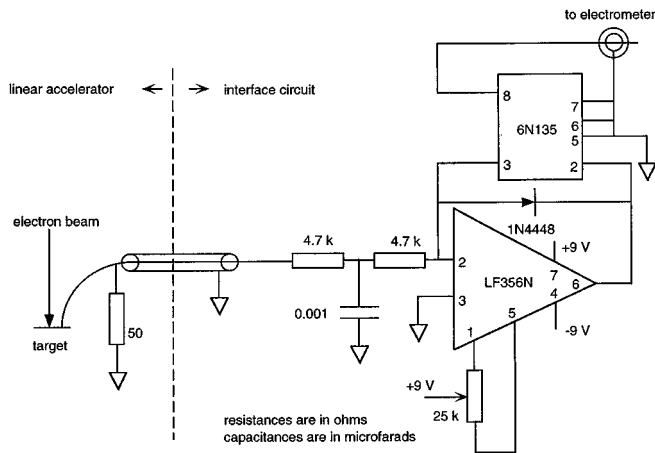 to electrometer
linear accelerator
interface circuit
8
7
6
6N135
5
3
2
electron beam
1N4448
4.7 k
4.7 k
+9 V
2
7
LF356N
6
3
4
0.001
-9 V
50
1
5
target
+9 V
25 k
resistances are in ohms
capacitances are in microfarads